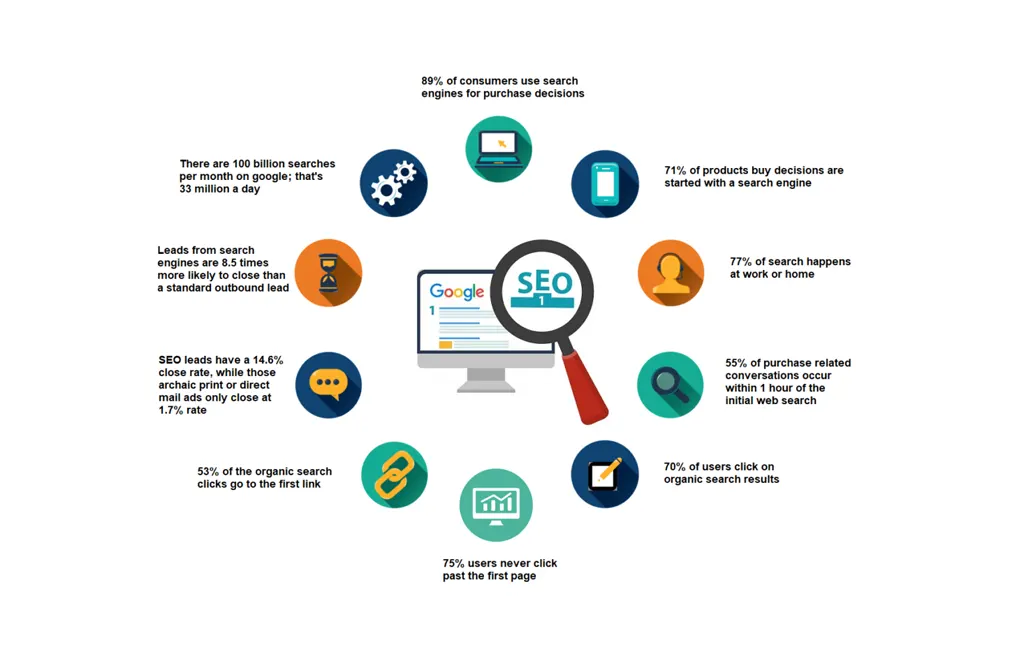 89% of consumers use search
engines for purchase decisions
There are 100 billion searches
per month on google; that's
33 million a day
71% of products buy decisions are
started with a search engine
Leads from search
engines are 8.5 times
more likely to close than
a standard outbound lead
77% of search happens
at work or home
Google
1
SEO
1
SEO leads have a 14.6%
close rate, while those
archaic print or direct
mail ads only close at
1.7% rate
55% of purchase related
conversations occur
within 1 hour of the
initial web search
53% of the organic search
clicks go to the first link
70% of users click on
organic search results
75% users never click
past the first page